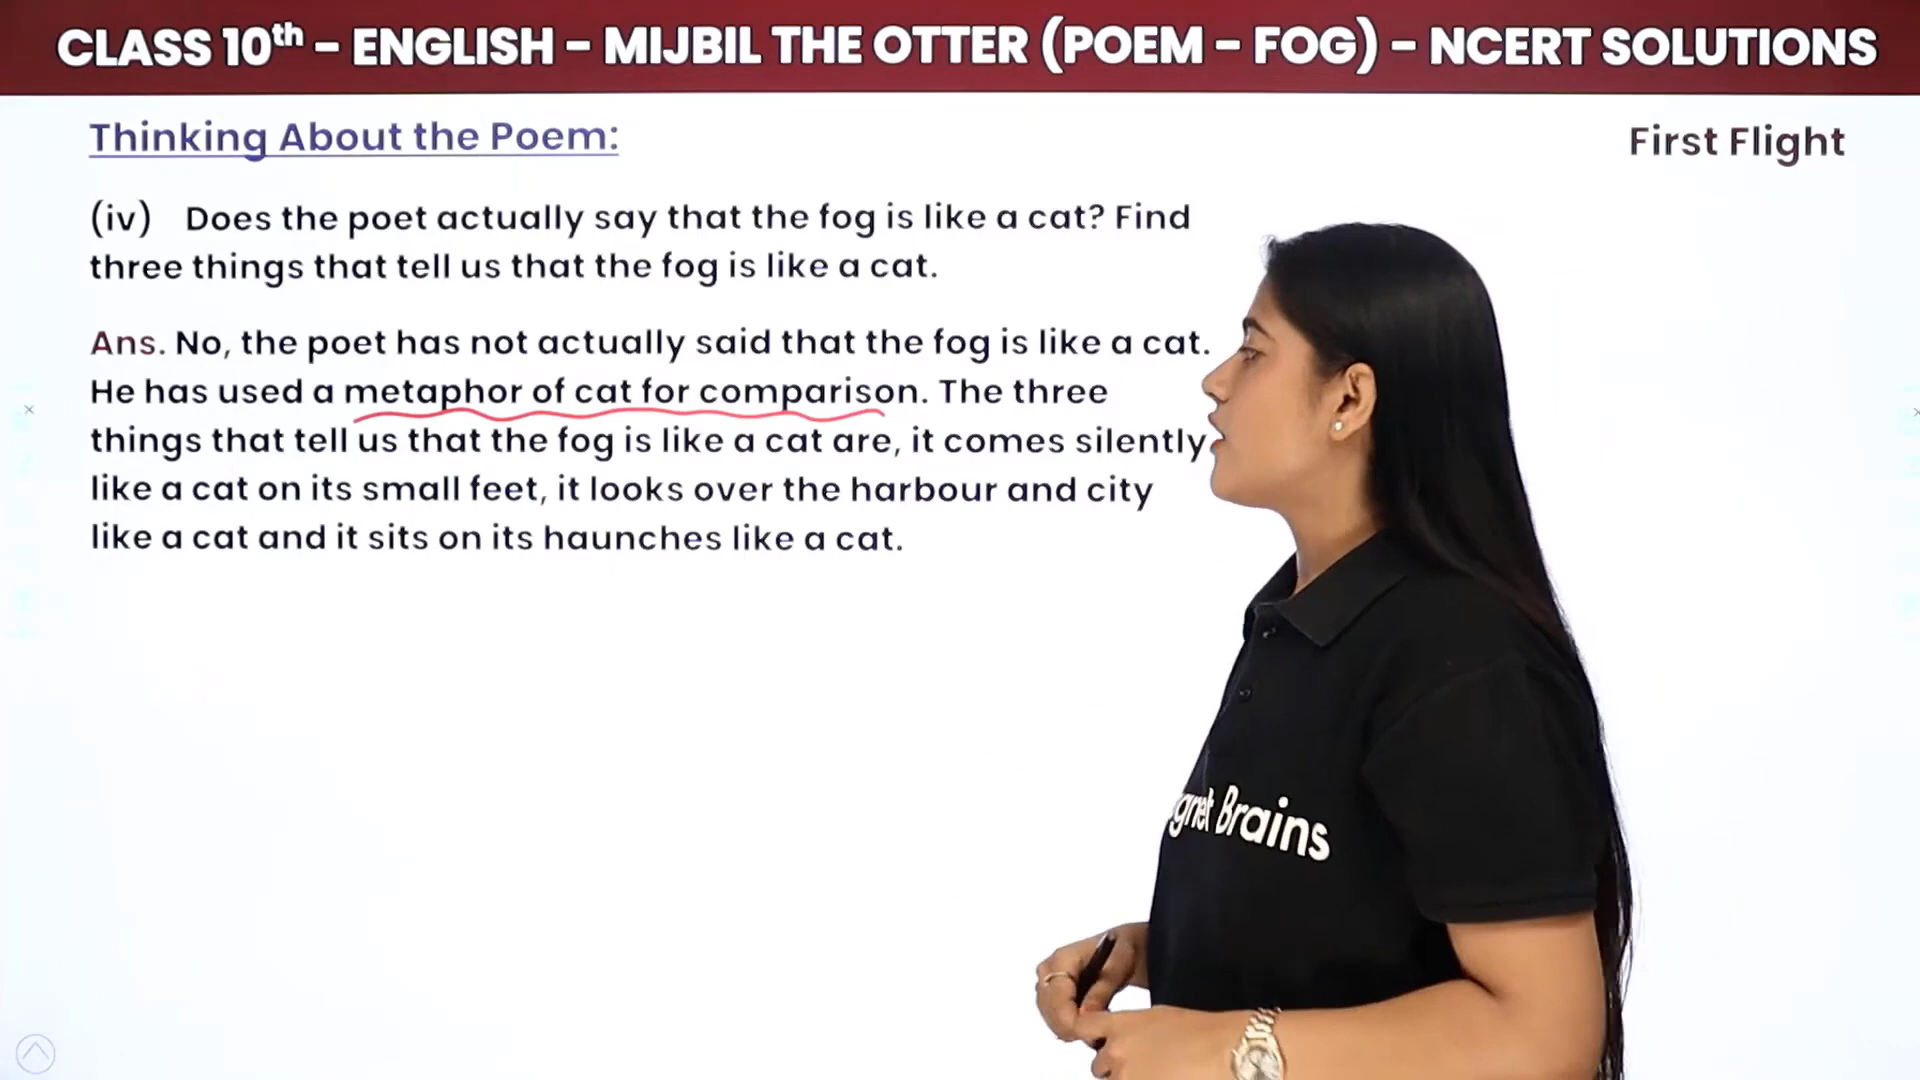 CLASS 10th – ENGLISH – MIJBIL THE OTTER (POEM – FOG) – NCERT SOLUTIONS
Thinking About the Poem:
First Flight
(iv) Does the poet actually say that the fog is like a cat? Find
three things that tell us that the fog is like a cat.
Ans. No, the poet has not actually said that the fog is like a cat.
He has used a metaphor of cat for comparison. The three
things that tell us that the fog is like a cat are, it comes silently
like a cat on its small feet, it looks over the harbour and city
like a cat and it sits on its haunches like a cat.
gnet Brains